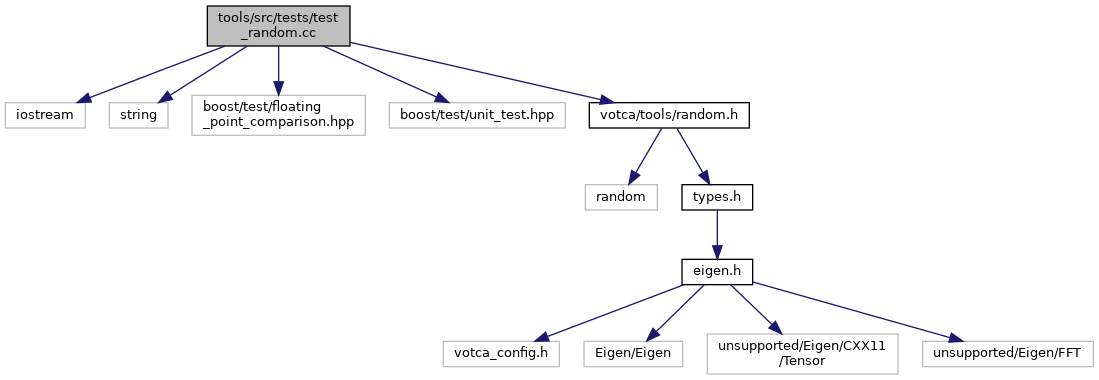 tools/src/tests/test
_random.cc
iostream
string
boost/test/floating
_point_comparison.hpp
boost/test/unit_test.hpp
votca/tools/random.h
random
types.h
eigen.h
votca_config.h
Eigen/Eigen
unsupported/Eigen/CXX11
/Tensor
unsupported/Eigen/FFT